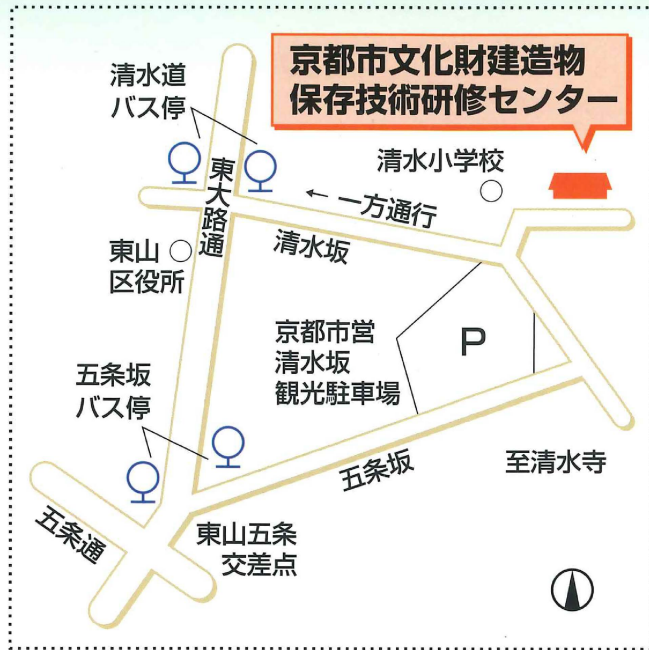 京都市文化財建造物
保存技術研修センター
清水道
バス停
清水小学校
東大路通
← 一方通行
清水坂
東山
区役所
京都市営
清水坂
観光駐車場
P
五条坂
バス停
五条坂
至清水寺
五条通
東山五条
交差点